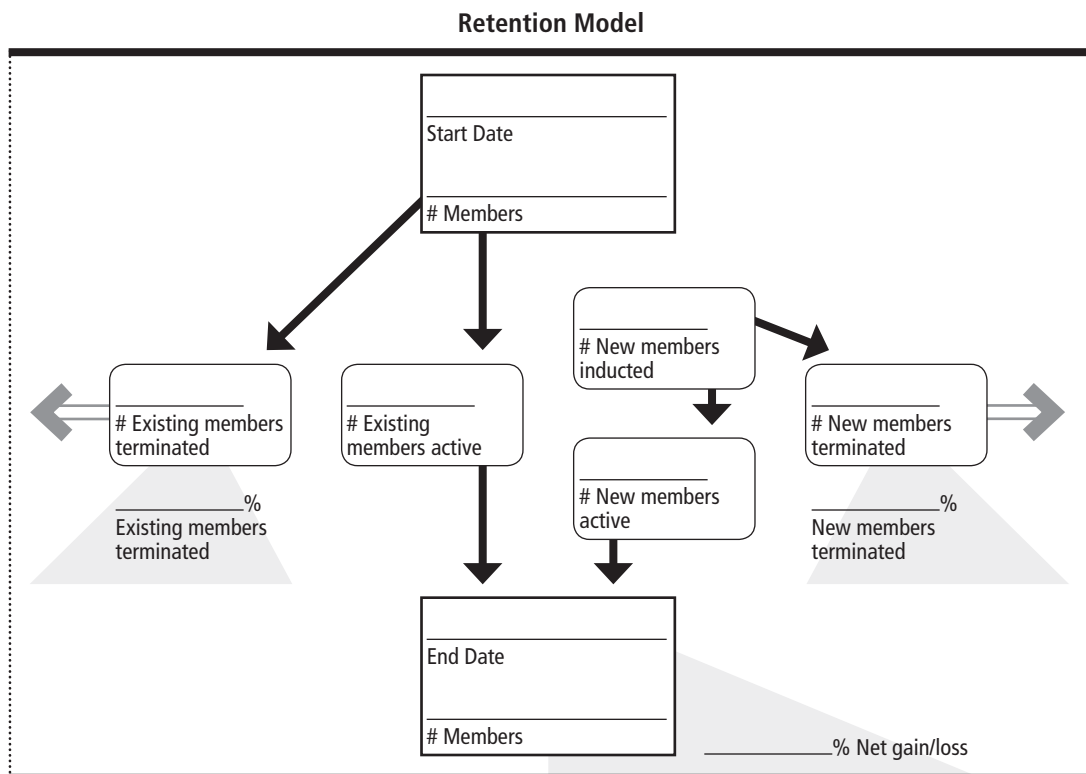 Retention Model
Start Date
# Members
# New members
inducted
# Existing members
terminated
# Existing
members active
# New members
terminated
# New members
active
%
Existing members
terminated
%
New members
terminated
End Date
# Members
% Net gain/loss